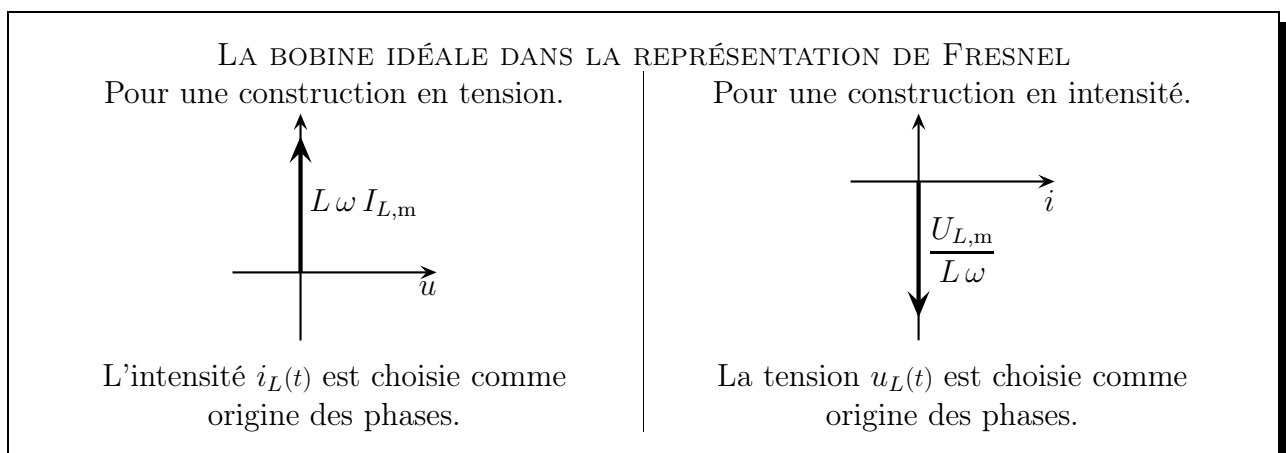 LA BOBINE IDÉALE DANS LA REPRÉSENTATION DE FRESNEL
Pour une construction en tension.
L ω I_{L,m}
u
L'intensité i_L(t) est choisie comme
origine des phases.
Pour une construction en intensité.
i
U_{L,m}
L ω
La tension u_L(t) est choisie comme
origine des phases.